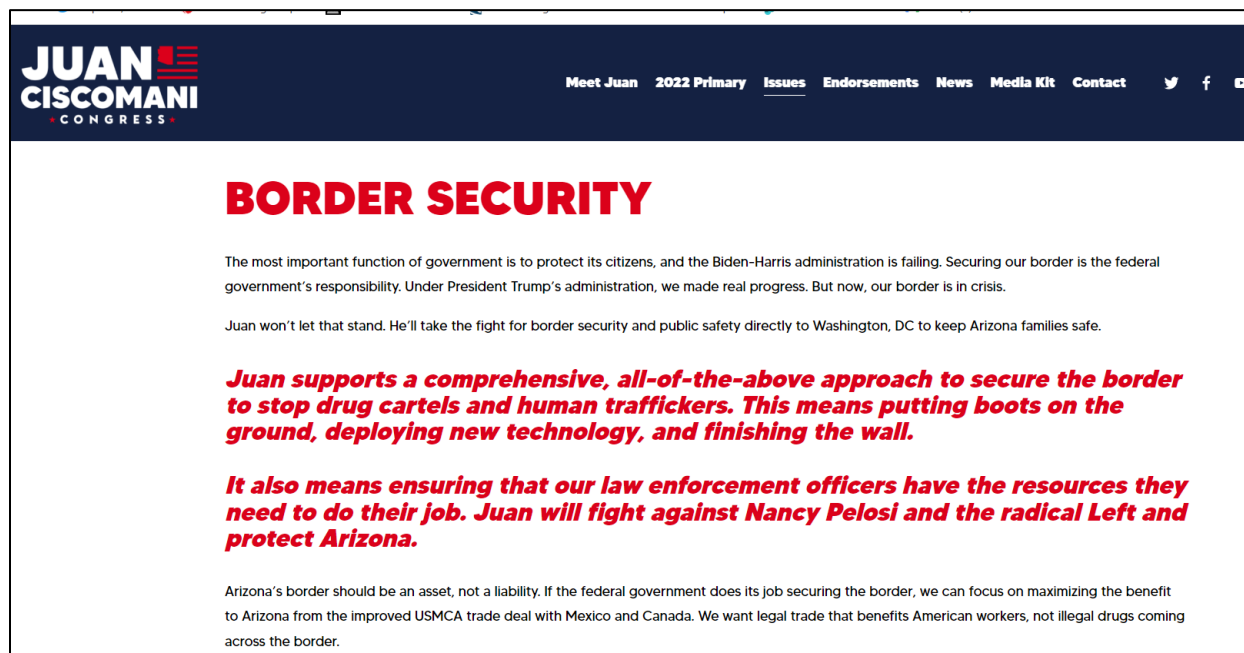 JUAN
CISCOMANI
CONGRESS
Meet Juan 2022 Primary Issues Endorsements News Media Kit Contact
BORDER SECURITY
The most important function of government is to protect its citizens, and the Biden-Harris administration is failing. Securing our border is the federal
government's responsibility. Under President Trump's administration, we made real progress. But now, our border is in crisis.
Juan won't let that stand. He'll take the fight for border security and public safety directly to Washington, DC to keep Arizona families safe.
Juan supports a comprehensive, all-of-the-above approach to secure the border
to stop drug cartels and human traffickers. This means putting boots on the
ground, deploying new technology, and finishing the wall.
It also means ensuring that our law enforcement officers have the resources they
need to do their job. Juan will fight against Nancy Pelosi and the radical Left and
protect Arizona.
Arizona's border should be an asset, not a liability. If the federal government does its job securing the border, we can focus on maximizing the benefit
to Arizona from the improved USMCA trade deal with Mexico and Canada. We want legal trade that benefits American workers, not illegal drugs coming
across the border.